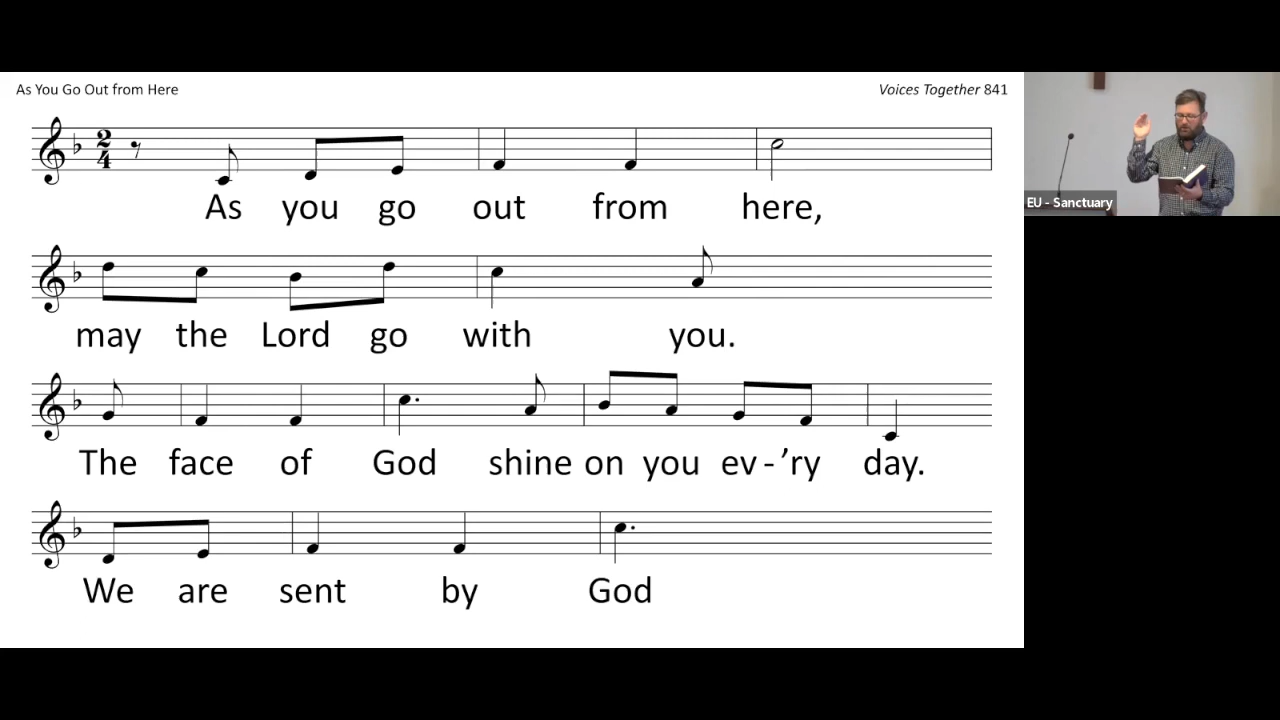 As You Go Out from Here
Voices Together 841
EU - Sanctuary
2
4
As you go out from here,
may the Lord go with you.
The face of God shine on you ev - ’ry day.
We are sent by God